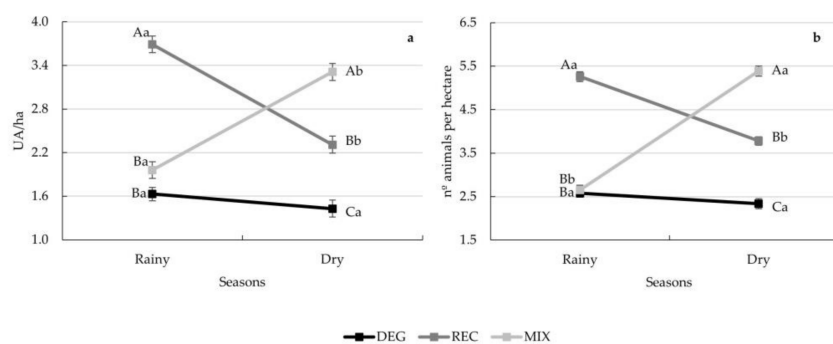 4.0
3.4
2.8
2.2
1.6
1.0
UA/ha
Aa
Ba
Ba
Ab
Bb
Ca
a
Rainy
Dry
Seasons
6.5
5.5
4.5
3.5
2.5
1.5
nº animals per hectare
Aa
Bb
Ba
Aa
Bb
Ca
b
Rainy
Dry
Seasons
DEG REC MIX